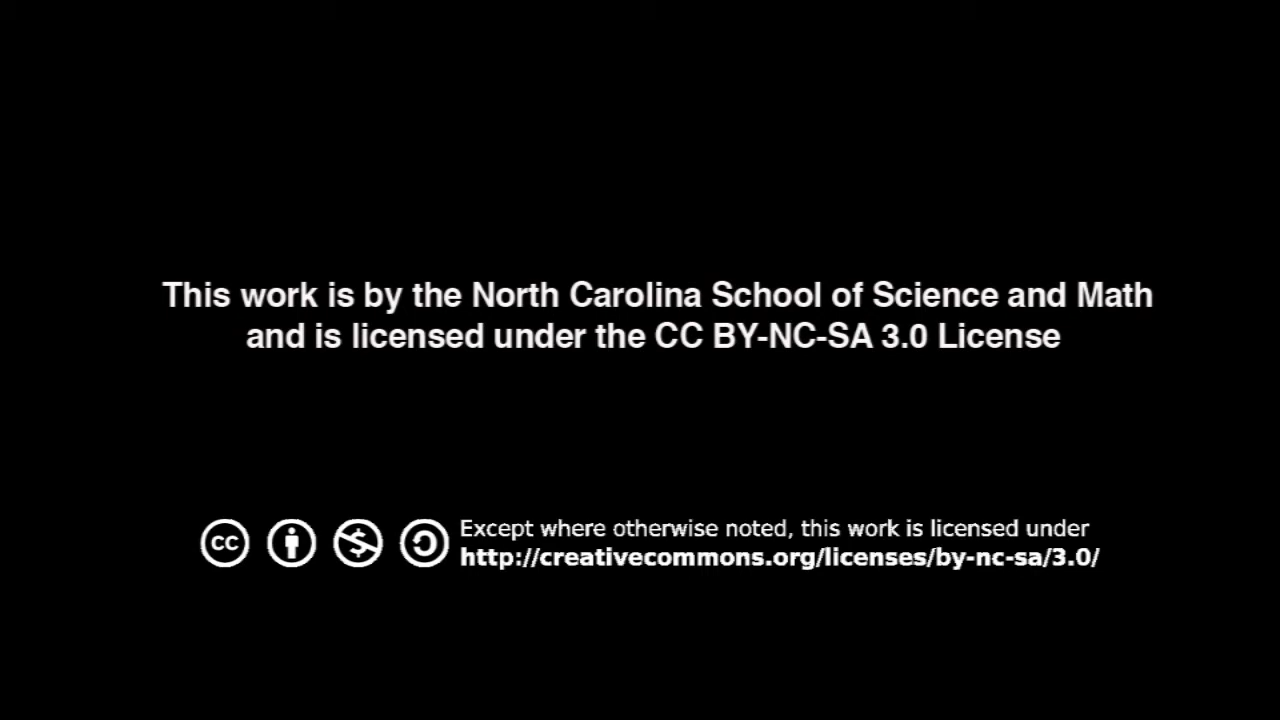 This work is by the North Carolina School of Science and Math
and is licensed under the CC BY-NC-SA 3.0 License
cc
Except where otherwise noted, this work is licensed under
http://creativecommons.org/licenses/by-nc-sa/3.0/